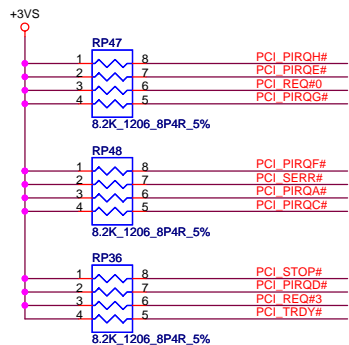 +3VS
RP47
1 8 PCI_PIRQH#
2 7 PCI_PIRQE#
3 6 PCI_REQ#0
4 5 PCI_PIRQG#
8.2K_1206_8P4R_5%
RP48
1 8 PCI_PIRQF#
2 7 PCI_SERR#
3 6 PCI_PIRQA#
4 5 PCI_PIRQC#
8.2K_1206_8P4R_5%
RP36
1 8 PCI_STOP#
2 7 PCI_PIRQD#
3 6 PCI_REQ#3
4 5 PCI_TRDY#
8.2K_1206_8P4R_5%